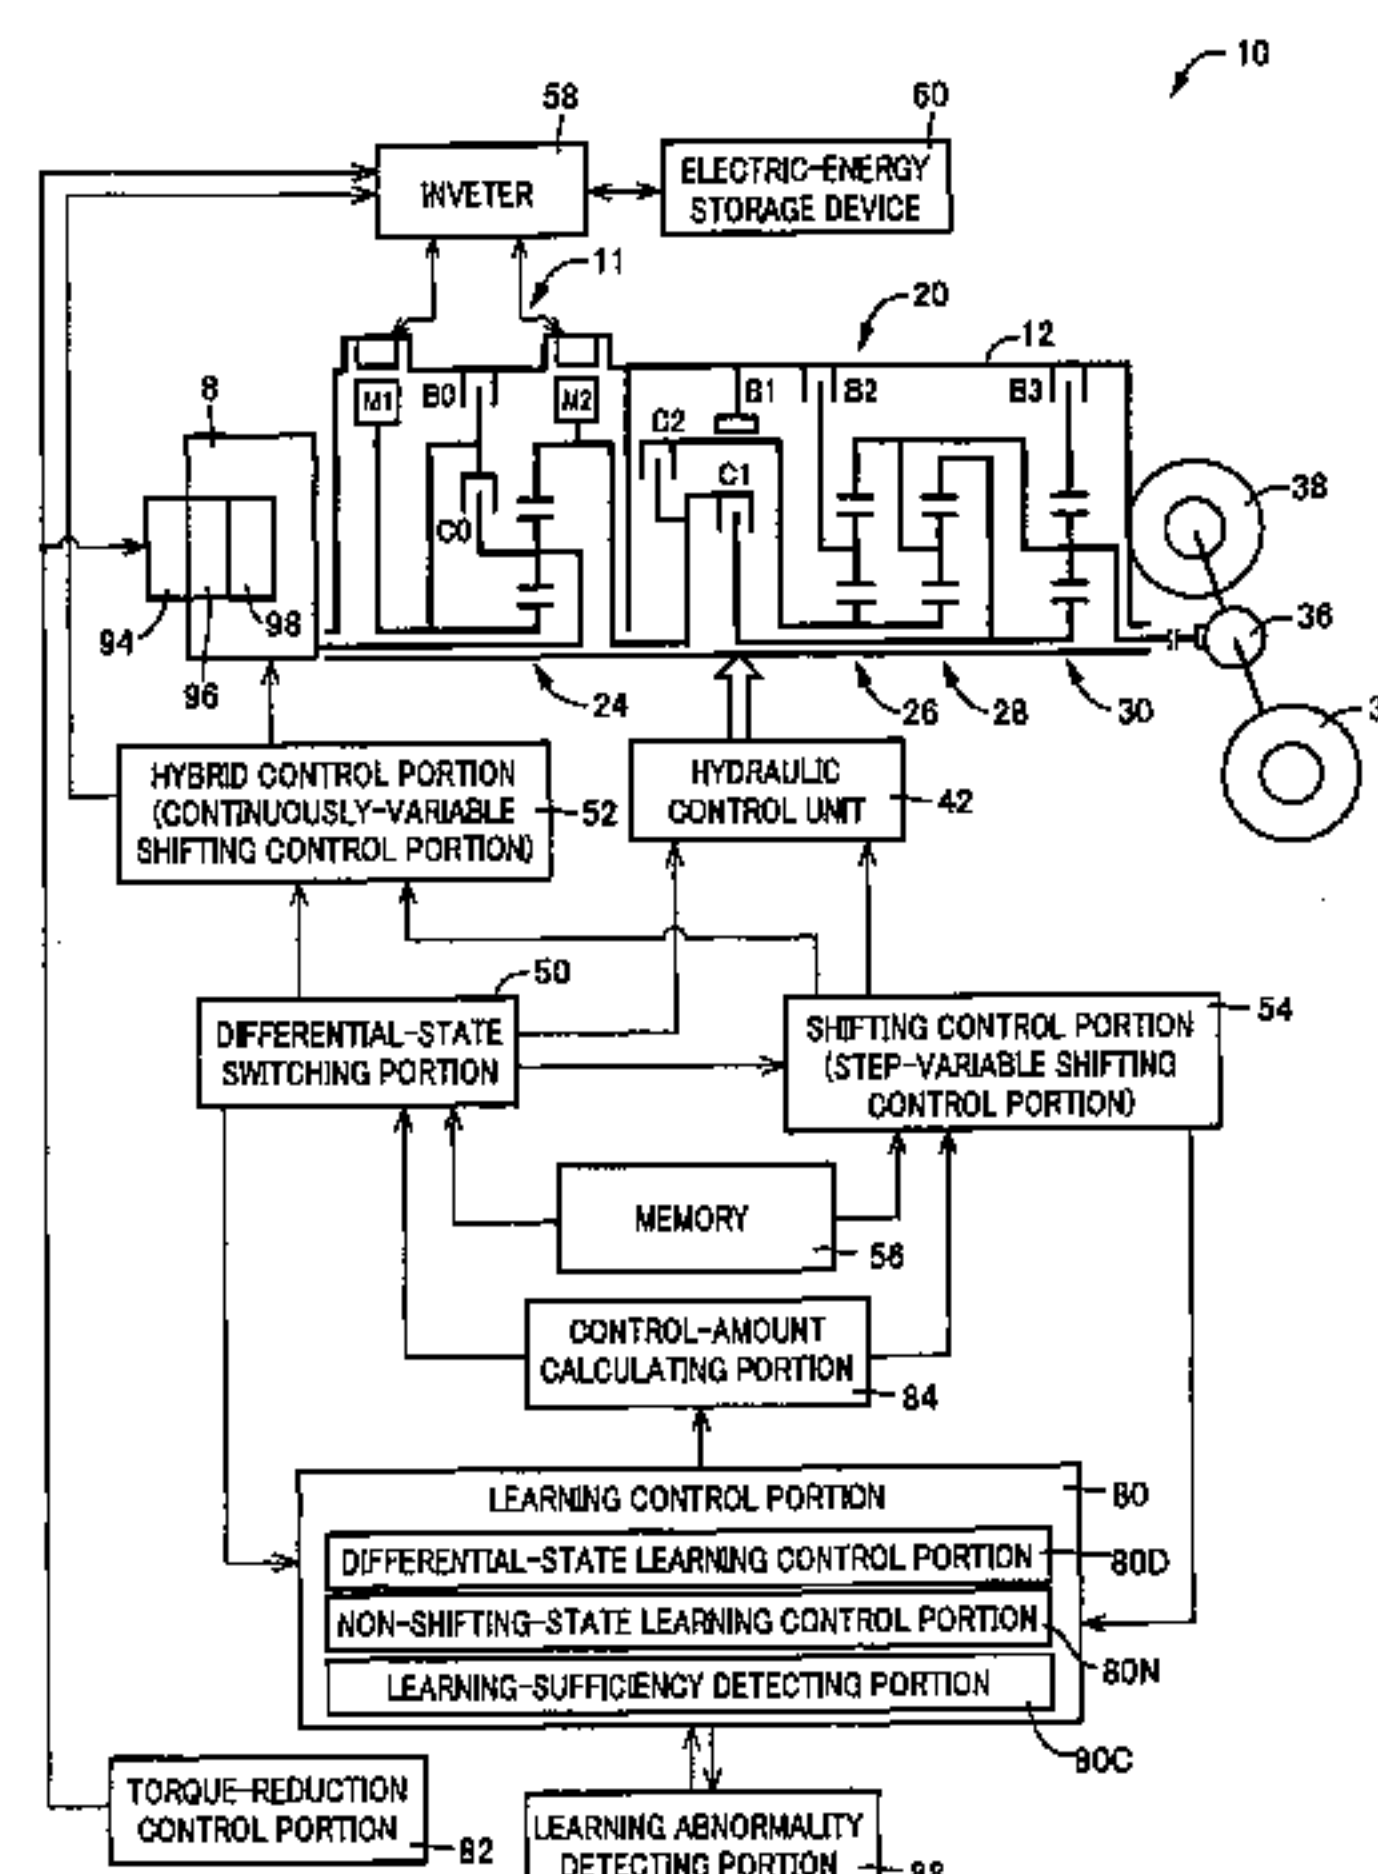 10
58
60
INVETER
ELECTRIC-ENERGY
STORAGE DEVICE
11
20
12
8
M1
B0
M2
B1
B2
B3
C2
C1
C0
38
94
96
98
36
24
26
28
30
HYBRID CONTROL PORTION
(CONTINUOUSLY-VARIABLE
SHIFTING CONTROL PORTION)
52
HYDRAULIC
CONTROL UNIT
42
50
DIFFERENTIAL-STATE
SWITCHING PORTION
SHIFTING CONTROL PORTION
(STEP-VARIABLE SHIFTING
CONTROL PORTION)
54
MEMORY
56
CONTROL-AMOUNT
CALCULATING PORTION
84
LEARNING CONTROL PORTION
80
DIFFERENTIAL-STATE LEARNING CONTROL PORTION
80D
NON-SHIFTING-STATE LEARNING CONTROL PORTION
80N
LEARNING-SUFFICIENCY DETECTING PORTION
80C
TORQUE-REDUCTION
CONTROL PORTION
82
LEARNING ABNORMALITY
DETECTING PORTION